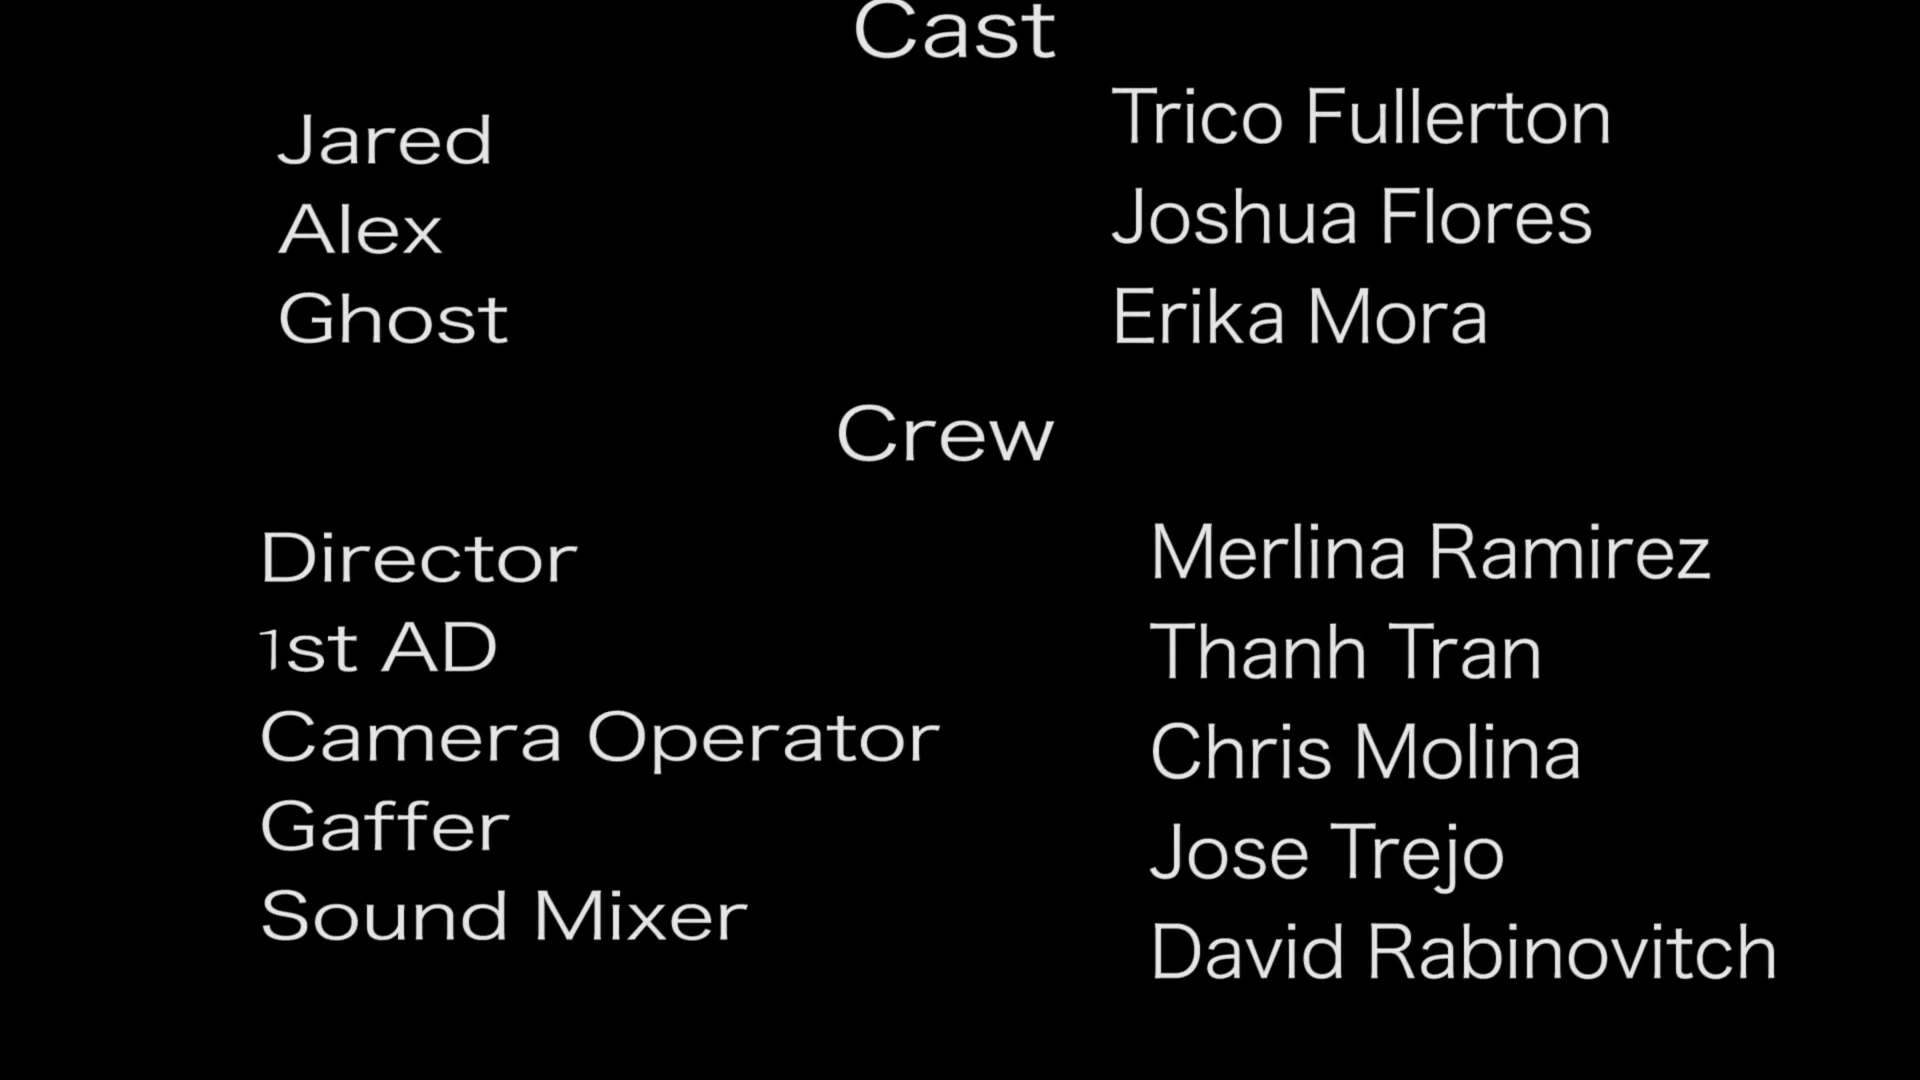 Cast
Jared Trico Fullerton
Alex Joshua Flores
Ghost Erika Mora
Crew
Director Merlina Ramirez
1st AD Thanh Tran
Camera Operator Chris Molina
Gaffer Jose Trejo
Sound Mixer David Rabinovitch